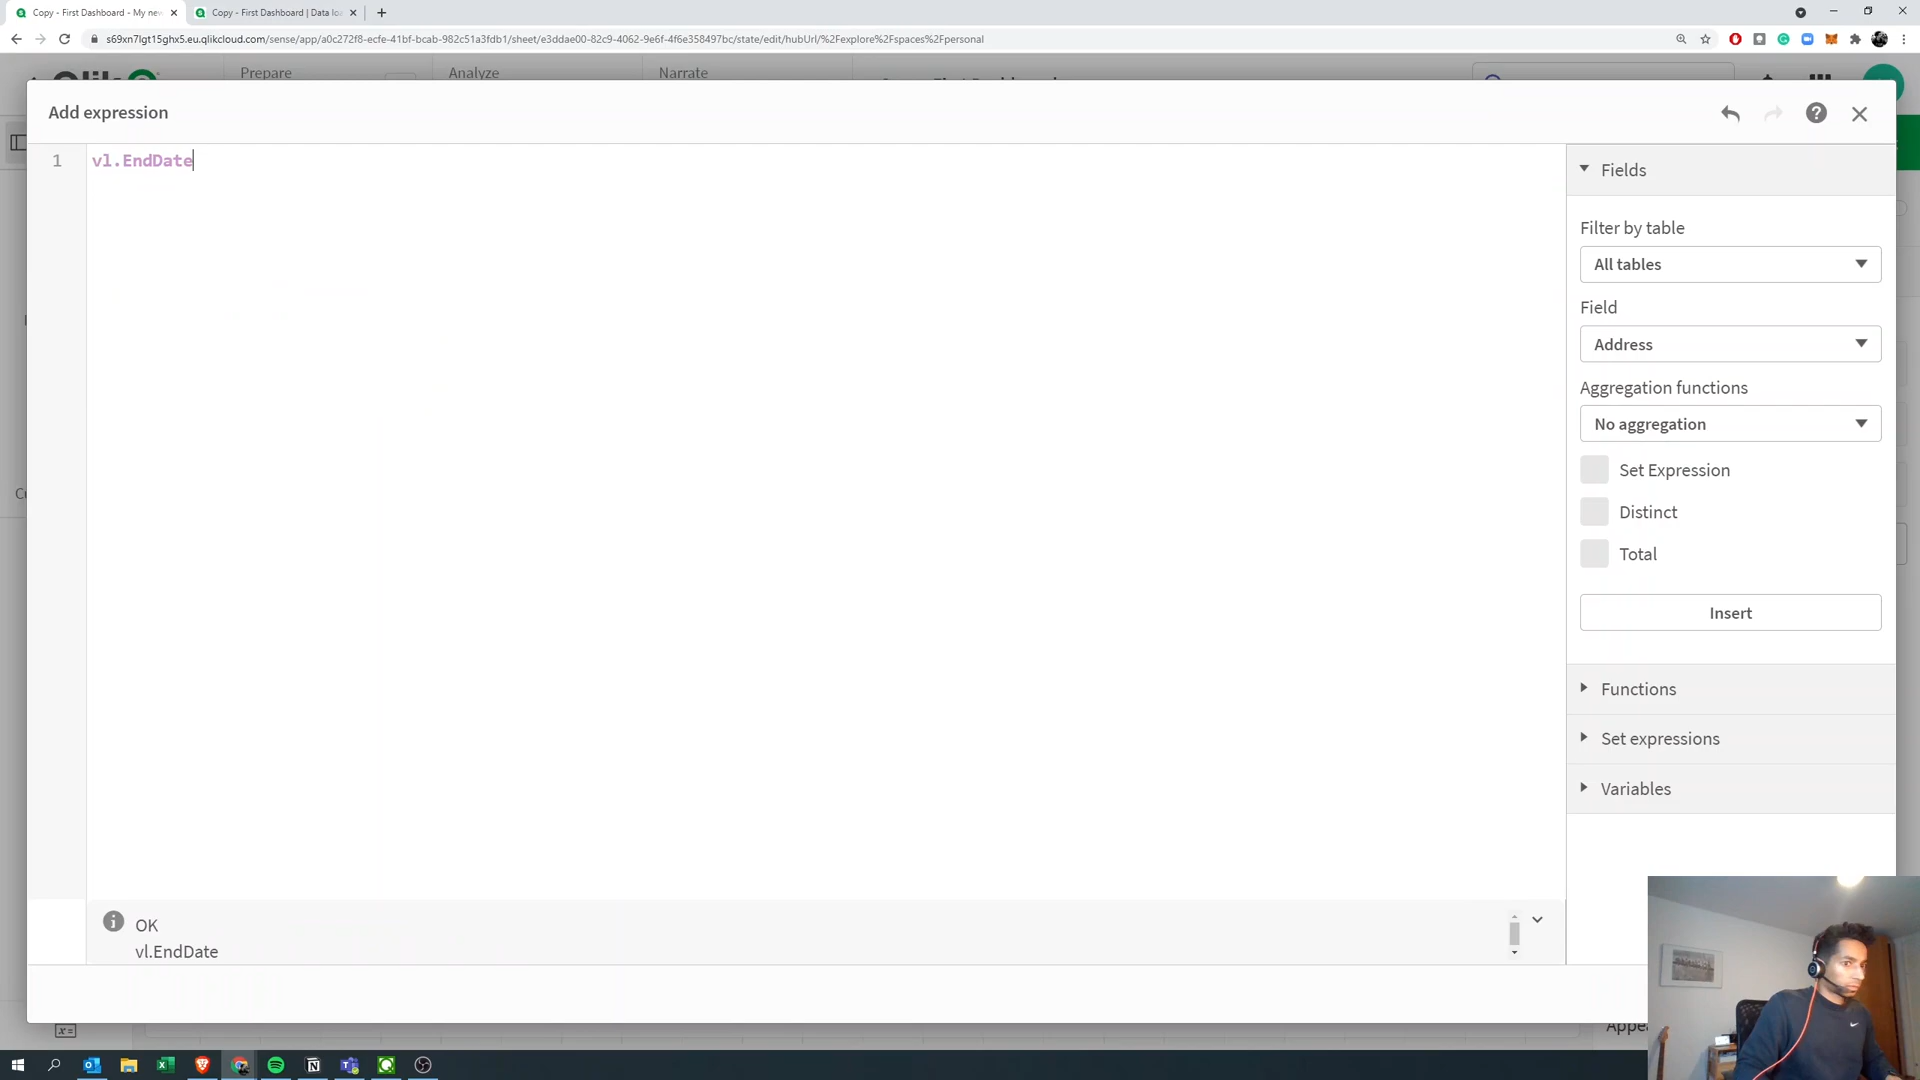 Copy - First Dashboard - My new
Copy - First Dashboard | Data loa
s69xn7lgt15ghx5.eu.qlikcloud.com/sense/app/a0c272f8-ecfe-41bf-bcab-982c51a3fdb1/sheet/e3ddae00-82c9-4062-9e6f-4f6e358497bc/state/edit/hubUrl/%2Fexplore%2Fspaces%2Fpersonal
Prepare
Analyze
Narrate
Add expression
1
vl.EndDate
Fields
Filter by table
All tables
Field
Address
Aggregation functions
No aggregation
Set Expression
Distinct
Total
Insert
Functions
Set expressions
Variables
OK
vl.EndDate
Appe